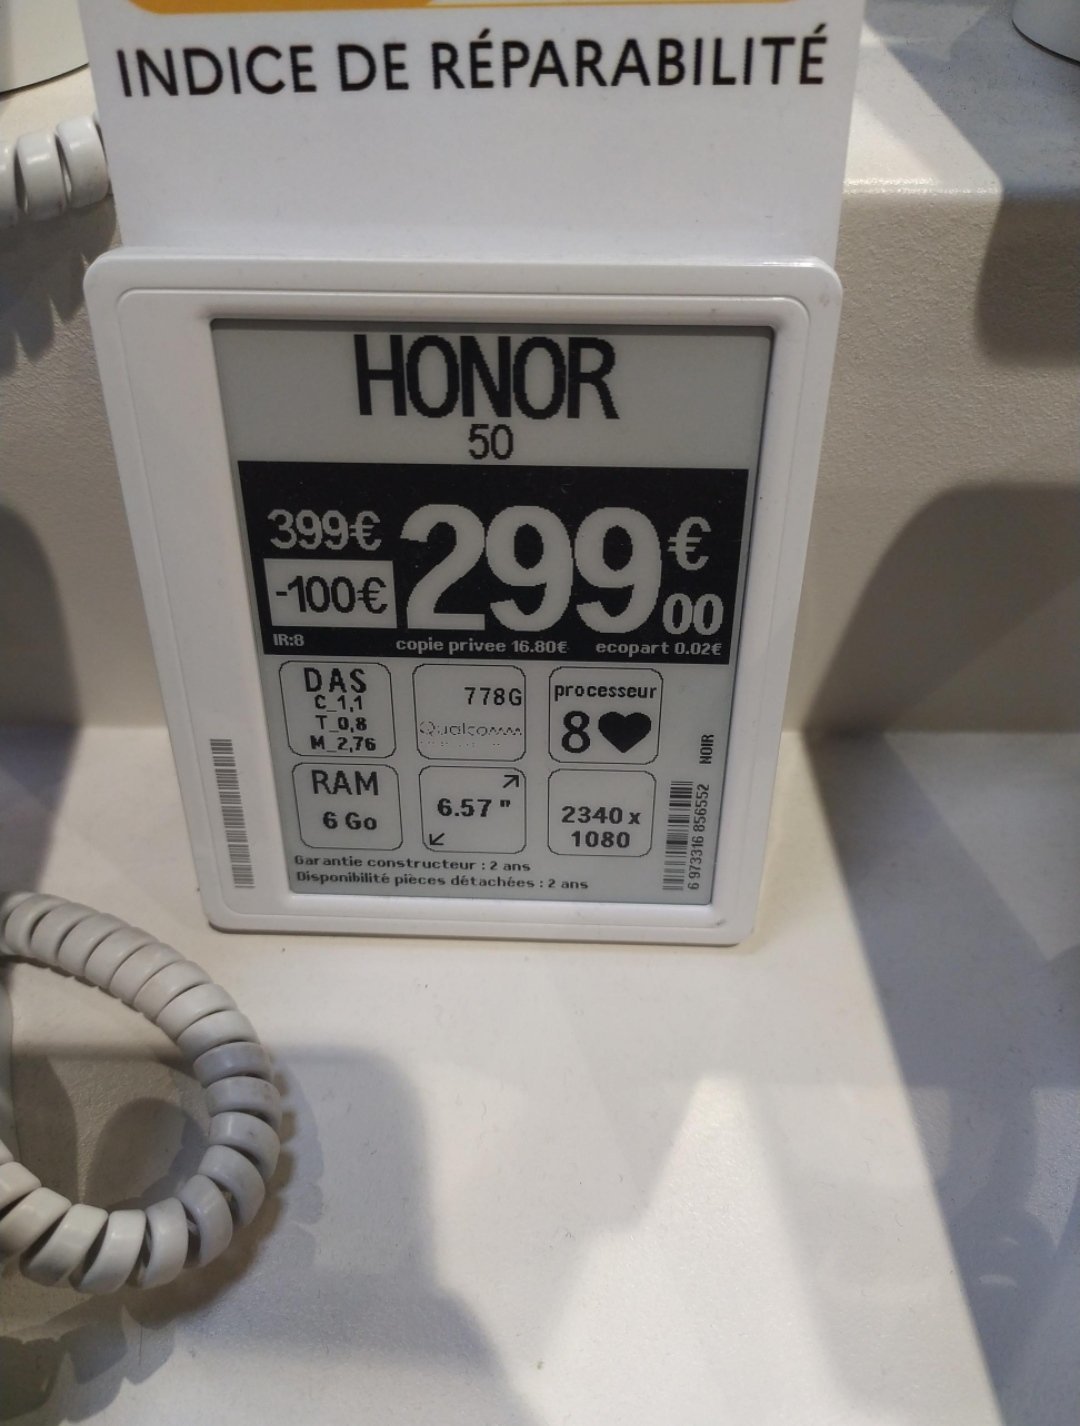 INDICE DE RÉPARABILITÉ
HONOR
50
399€
-100€
299€00
IR:8
copie privee 16.80€
ecopart 0.02€
DAS
C_1,1
T_0,8
M_2,76
778G
Qualcomm
processeur
8♥
RAM
6 Go
6.57 "
2340 x
1080
NOIR
6 973316 856552
Garantie constructeur : 2 ans
Disponibilité pièces détachées : 2 ans